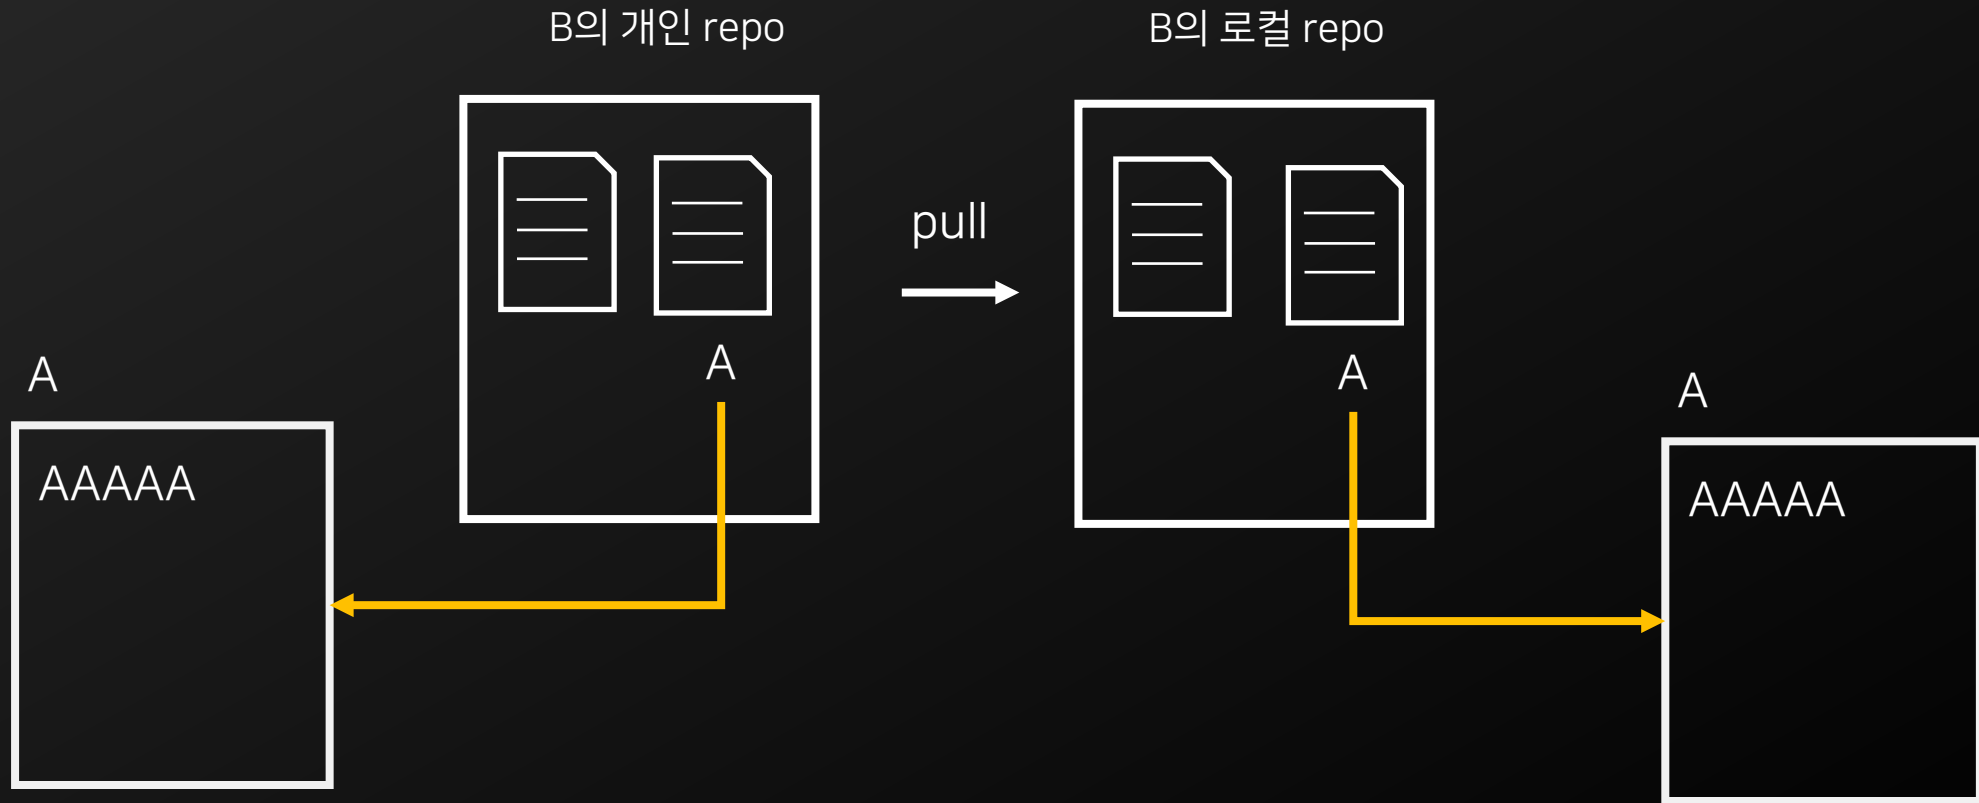 B의 개인 repo
B의 로컬 repo
pull
A
A
A
A
AAAAA
AAAAA